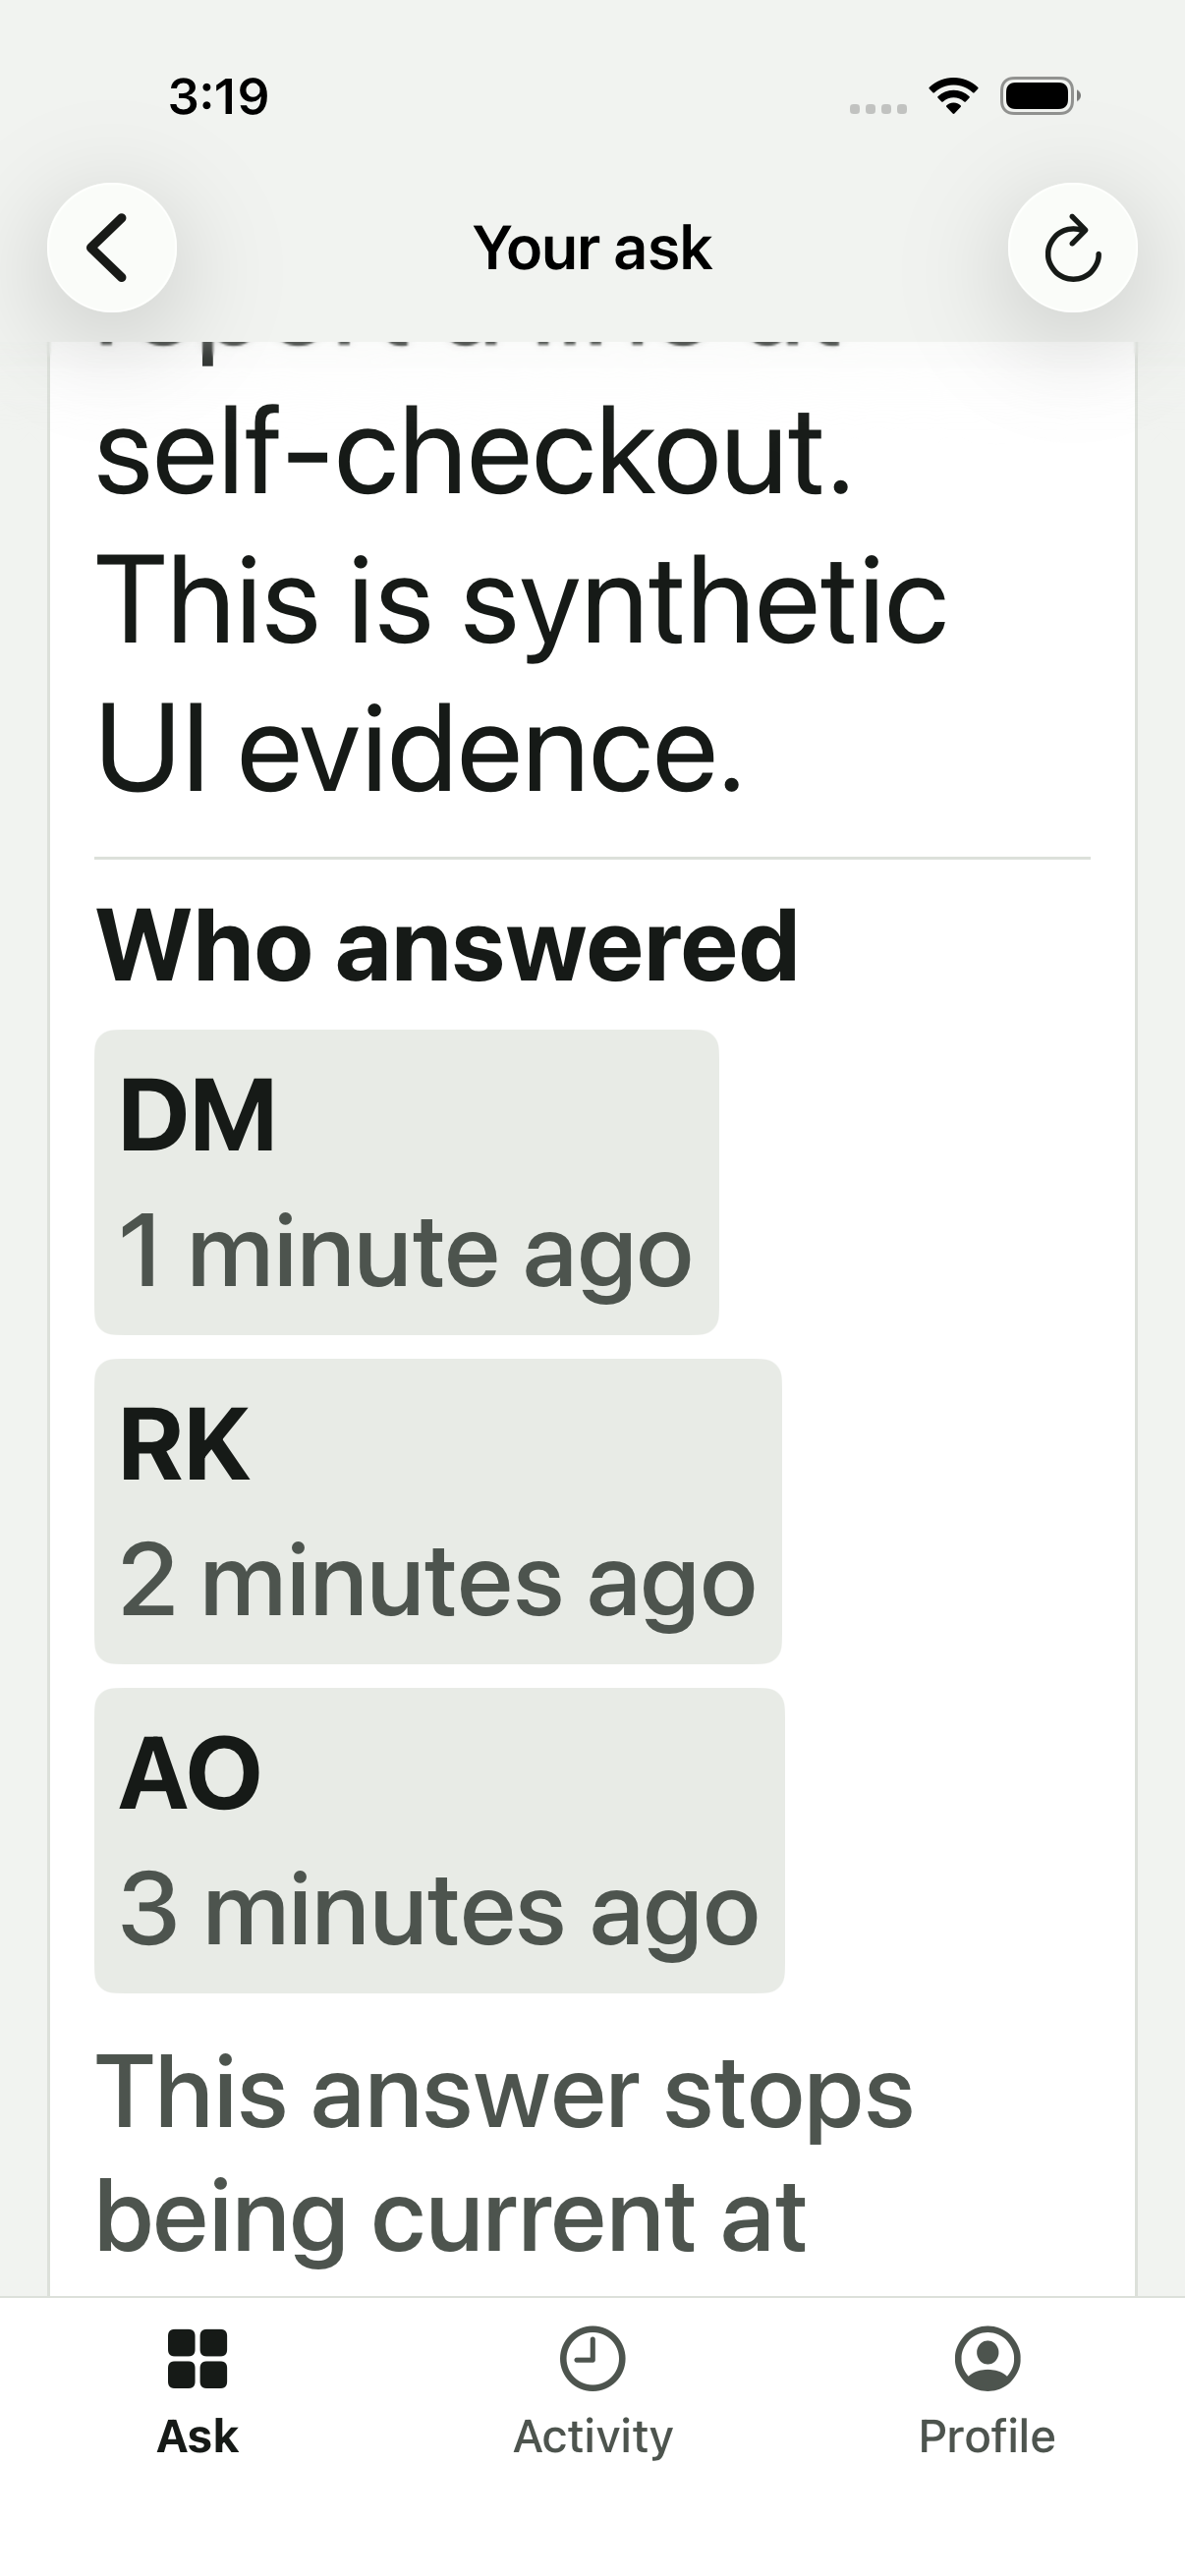 3:19
Your ask
self-checkout.
This is synthetic
UI evidence.
Who answered
DM
1 minute ago
RK
2 minutes ago
AO
3 minutes ago
This answer stops
being current at
Ask
Activity
Profile